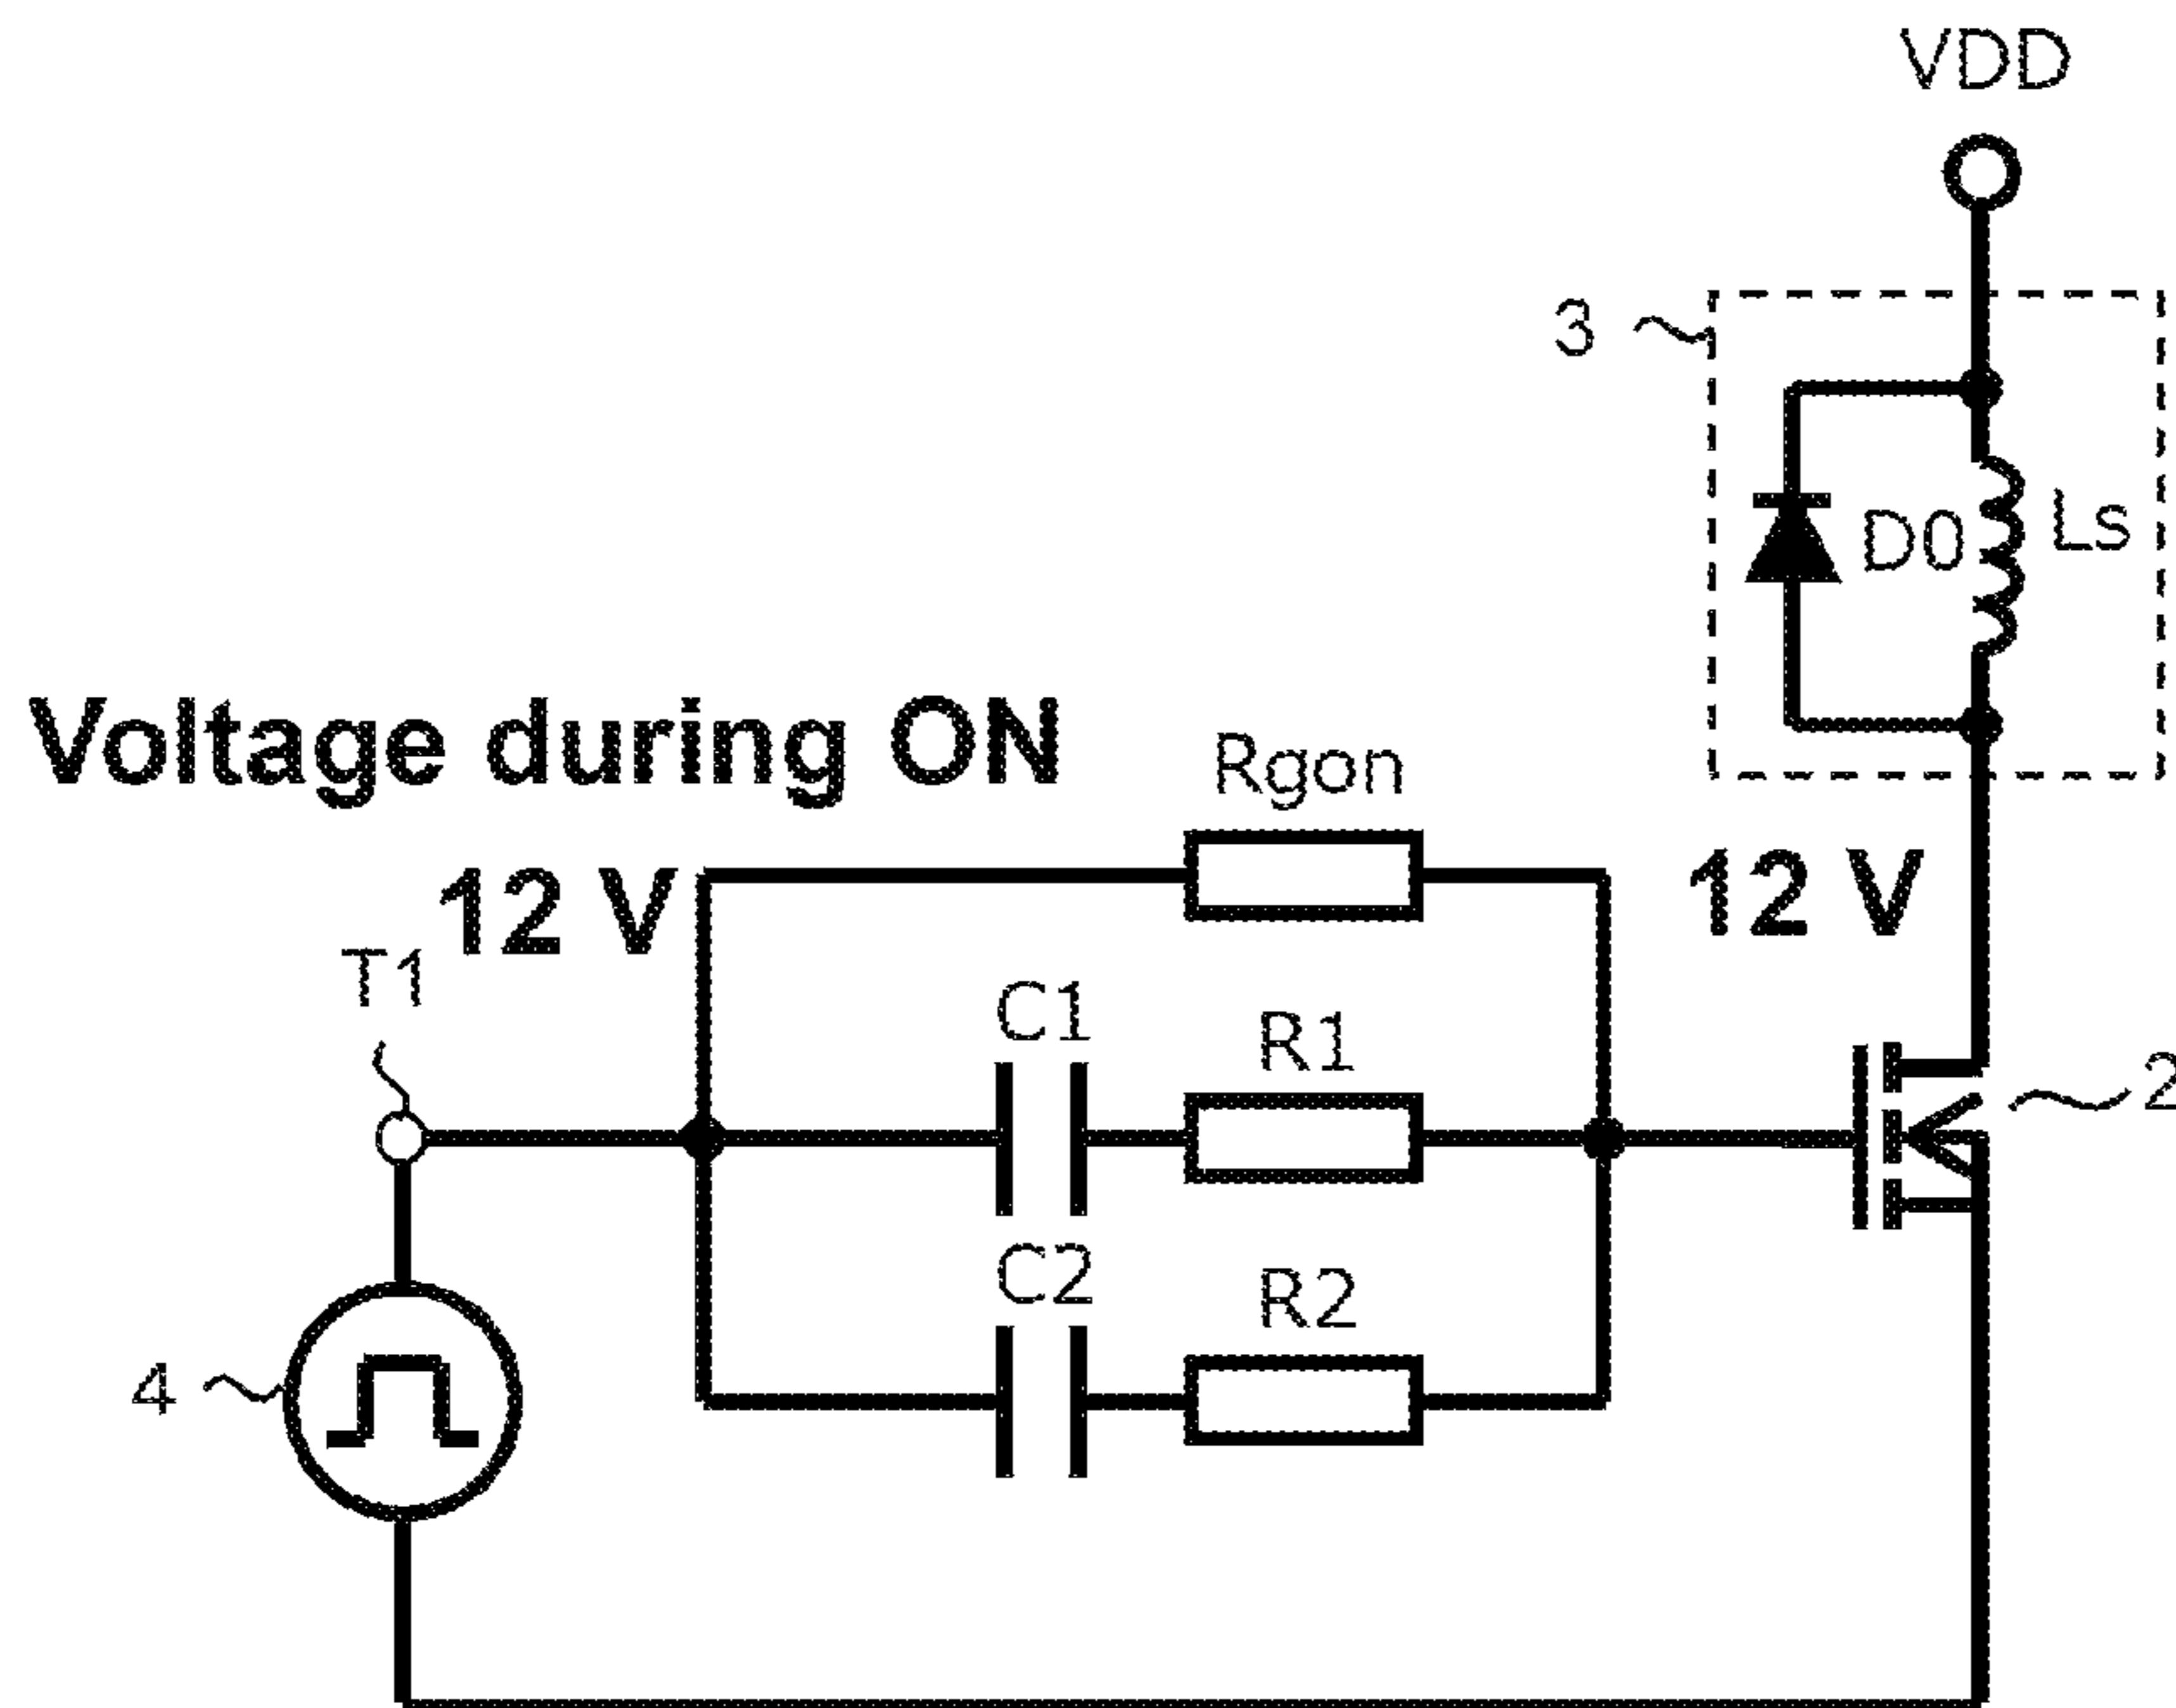 VDD
3
D0
Ls
Voltage during ON
Rgon
12 V
12 V
T1
C1
R1
2
C2
R2
4